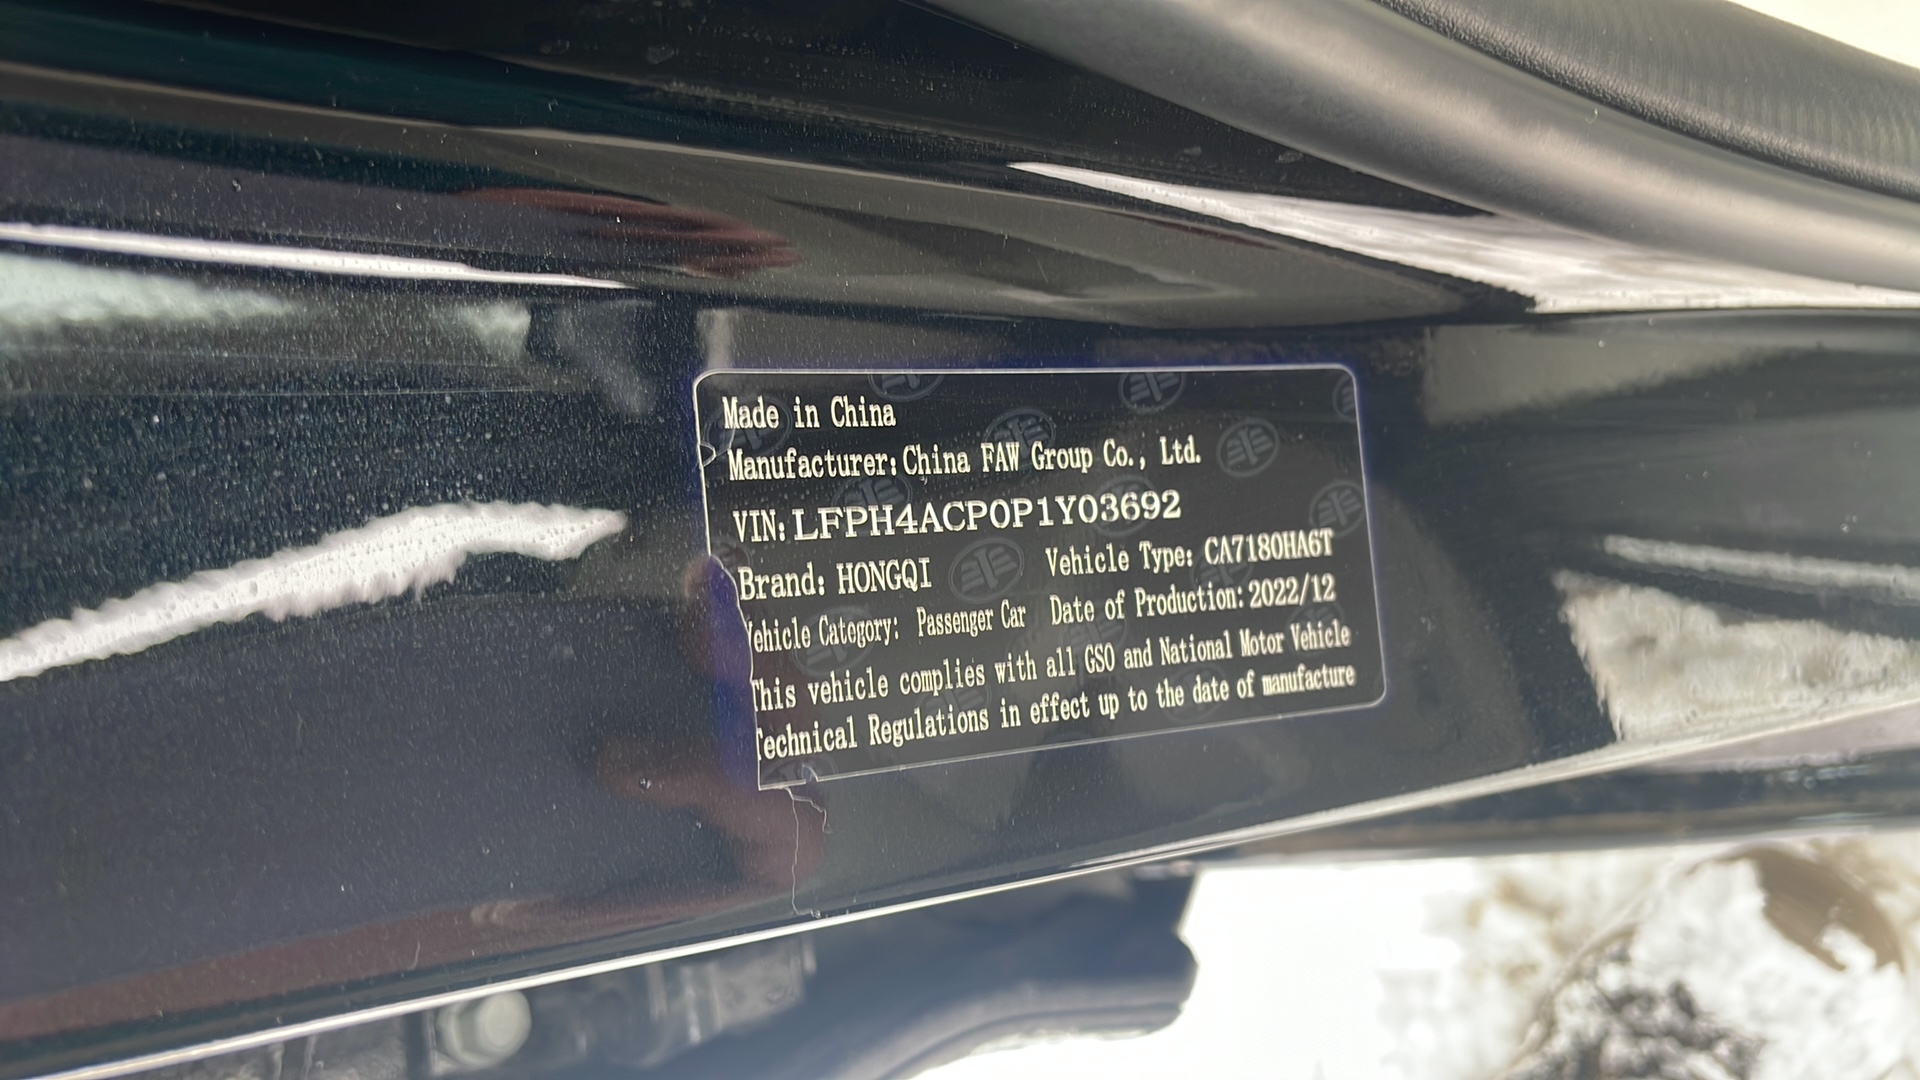 Made in China
Manufacturer: China FAW Group Co., Ltd.
VIN: LFPH4ACP0P1Y03692
Brand: HONGQI Vehicle Type: CA7180HA6T
Vehicle Category: Passenger Car Date of Production: 2022/12
This vehicle complies with all GSO and National Motor Vehicle
Technical Regulations in effect up to the date of manufacture